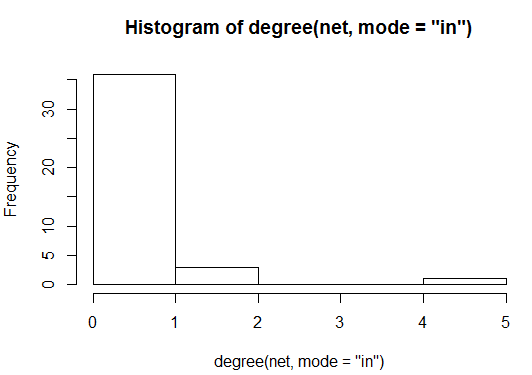 Histogram of degree(net, mode = "in")
Frequency
30
20
10
5
0
0 1 2 3 4 5
degree(net, mode = "in")